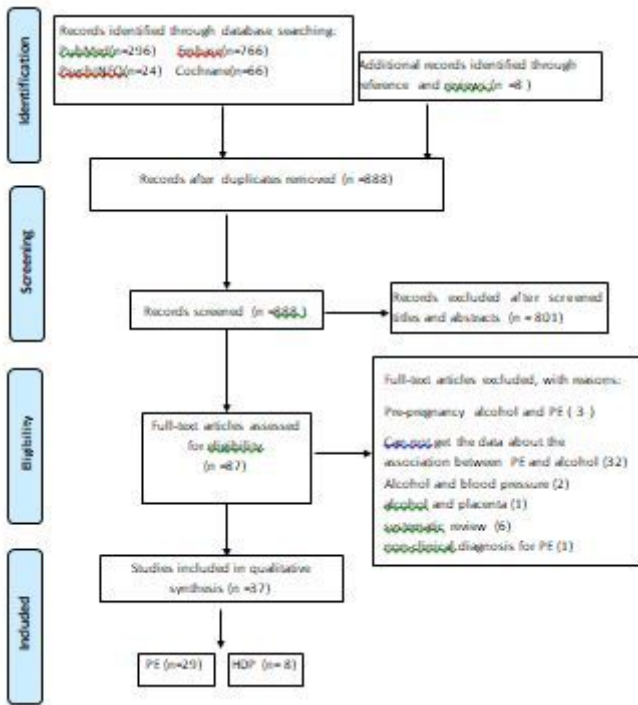 Identification
Records identified through database searching:
PubMed(n=296) Embase(n=766)
PsychINFO(n=24) Cochrane(n=66)
Additional records identified through
reference and reviews (n =8 )
Records after duplicates removed (n =888)
Screening
Records screened (n =888 )
Records excluded after screened
titles and abstracts (n = 801)
Eligibility
Full-text articles assessed
for eligibility
(n =87)
Full-text articles excluded, with reasons:
Pre-pregnancy alcohol and PE ( 3 )
Can not get the data about the
association between PE and alcohol (32)
Alcohol and blood pressure (2)
alcohol and placenta (1)
systematic review (6)
non-clinical diagnosis for PE (1)
Included
Studies included in qualitative
synthesis (n =37)
PE (n=29)
HDP (n= 8)